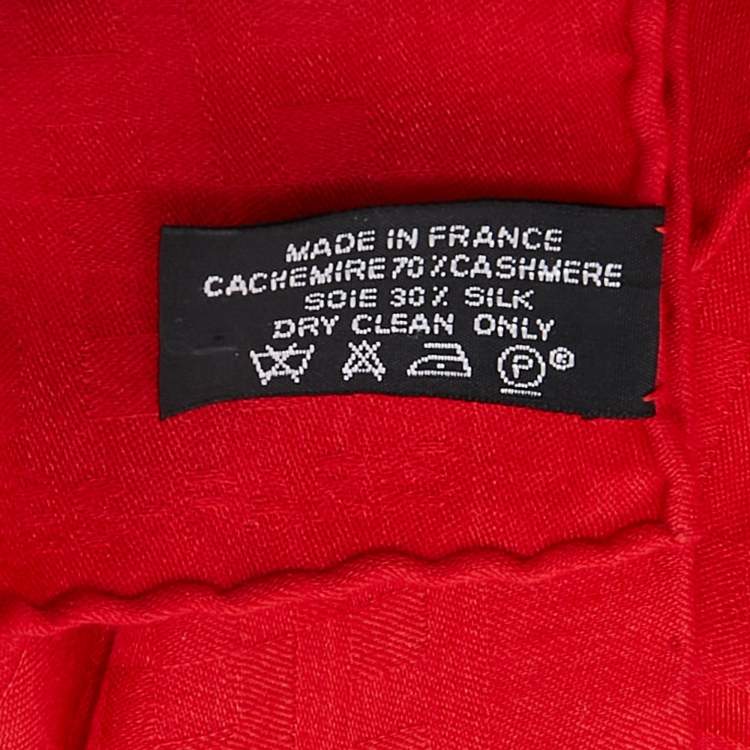 MADE IN FRANCE
CACHEMIRE 70 % CASHMERE
SOIE 30 % SILK
DRY CLEAN ONLY
P ®